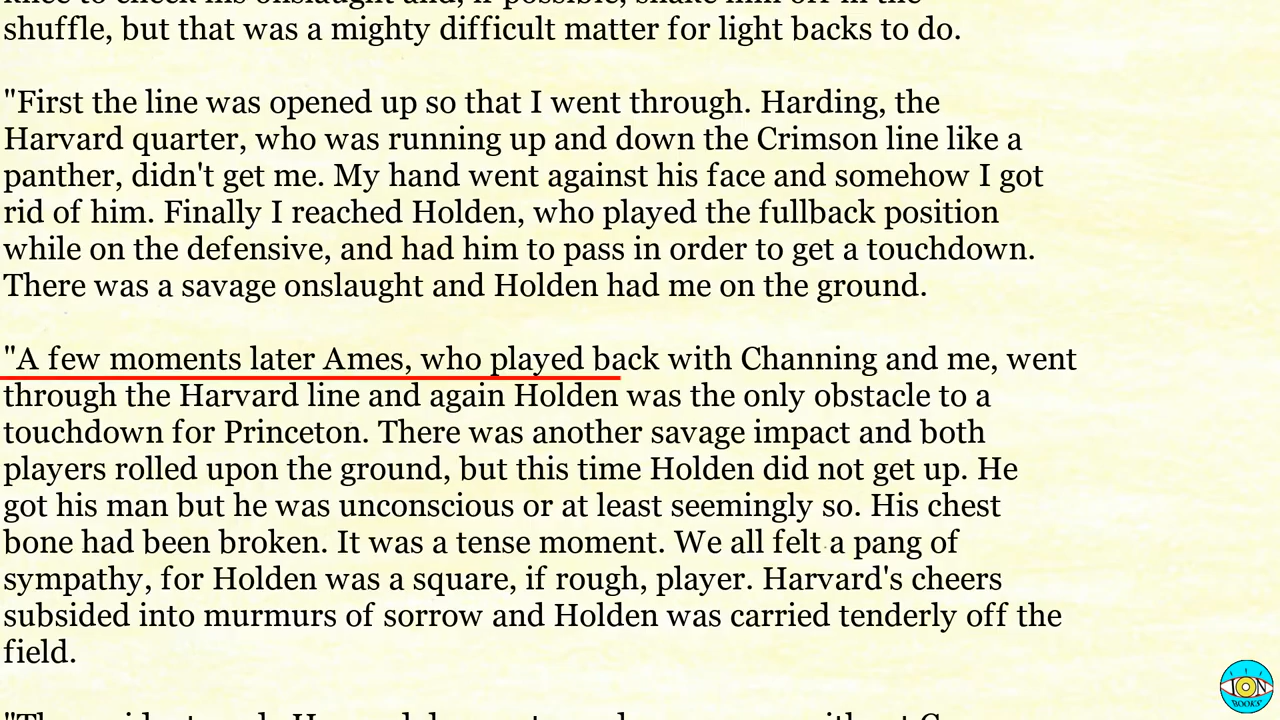 shuffle, but that was a mighty difficult matter for light backs to do.
"First the line was opened up so that I went through. Harding, the
Harvard quarter, who was running up and down the Crimson line like a
panther, didn't get me. My hand went against his face and somehow I got
rid of him. Finally I reached Holden, who played the fullback position
while on the defensive, and had him to pass in order to get a touchdown.
There was a savage onslaught and Holden had me on the ground.
"A few moments later Ames, who played back with Channing and me, went
through the Harvard line and again Holden was the only obstacle to a
touchdown for Princeton. There was another savage impact and both
players rolled upon the ground, but this time Holden did not get up. He
got his man but he was unconscious or at least seemingly so. His chest
bone had been broken. It was a tense moment. We all felt a pang of
sympathy, for Holden was a square, if rough, player. Harvard's cheers
subsided into murmurs of sorrow and Holden was carried tenderly off the
field.
ION
BOOKS